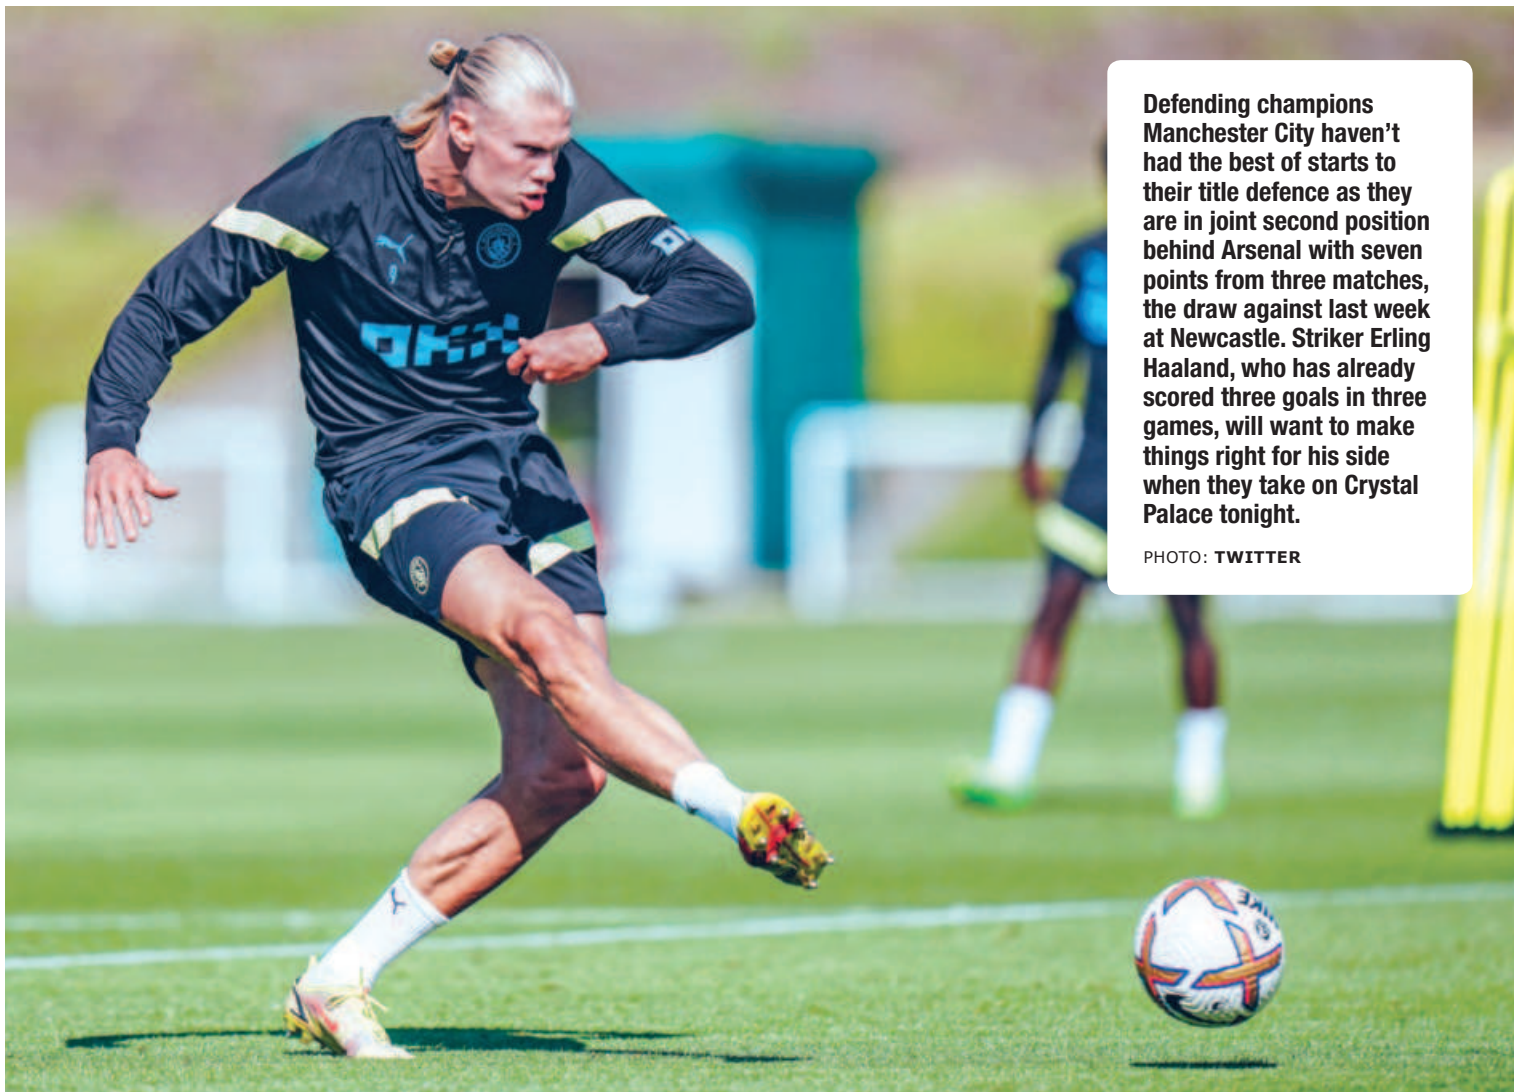 Defending champions
Manchester City haven’t
had the best of starts to
their title defence as they
are in joint second position
behind Arsenal with seven
points from three matches,
the draw against last week
at Newcastle. Striker Erling
Haaland, who has already
scored three goals in three
games, will want to make
things right for his side
when they take on Crystal
Palace tonight.
PHOTO: TWITTER
9
OKX
NIKE